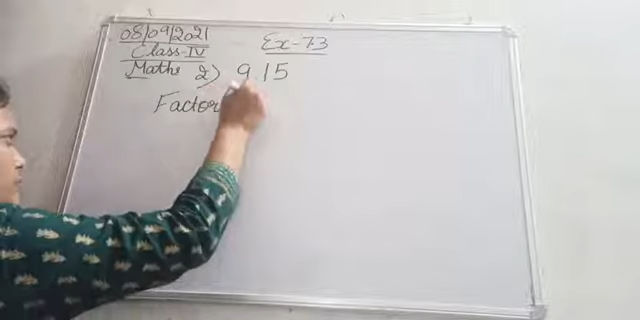 08/09/2021
Ex-7.3
Class-IV
Maths 2) 9,15
Factor